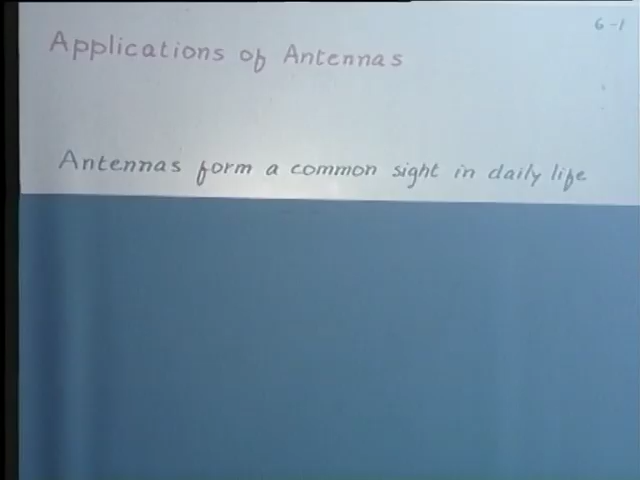 6-1
Applications of Antennas
Antennas form a common sight in daily life